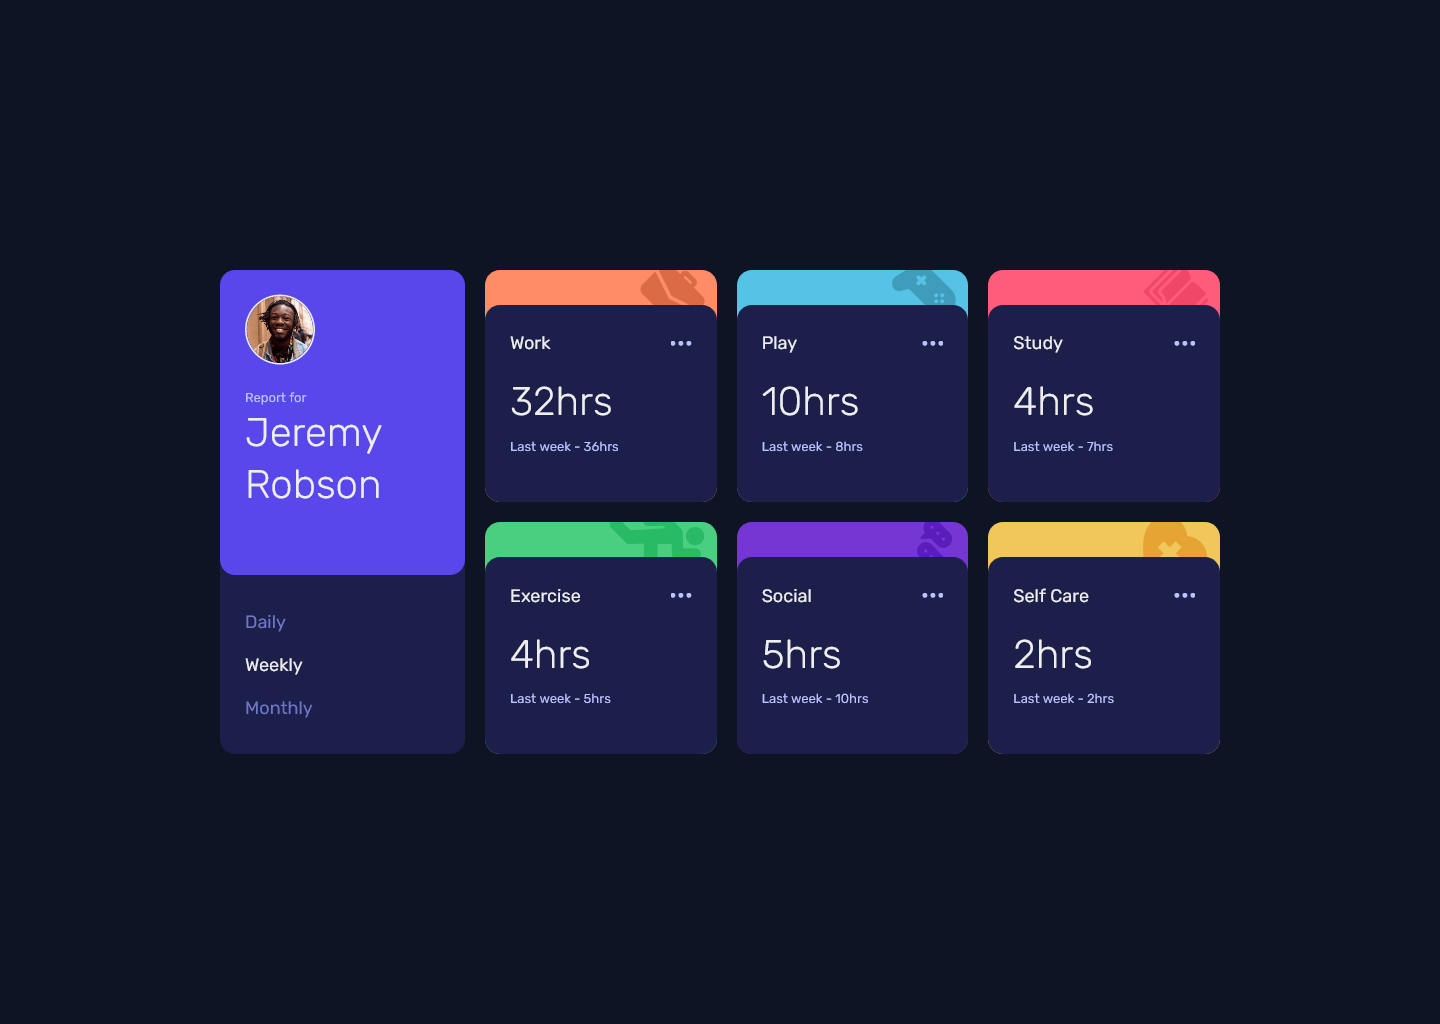 Report for
Jeremy
Robson
Daily
Weekly
Monthly
Work
32hrs
Last week - 36hrs
Play
10hrs
Last week - 8hrs
Study
4hrs
Last week - 7hrs
Exercise
4hrs
Last week - 5hrs
Social
5hrs
Last week - 10hrs
Self Care
2hrs
Last week - 2hrs